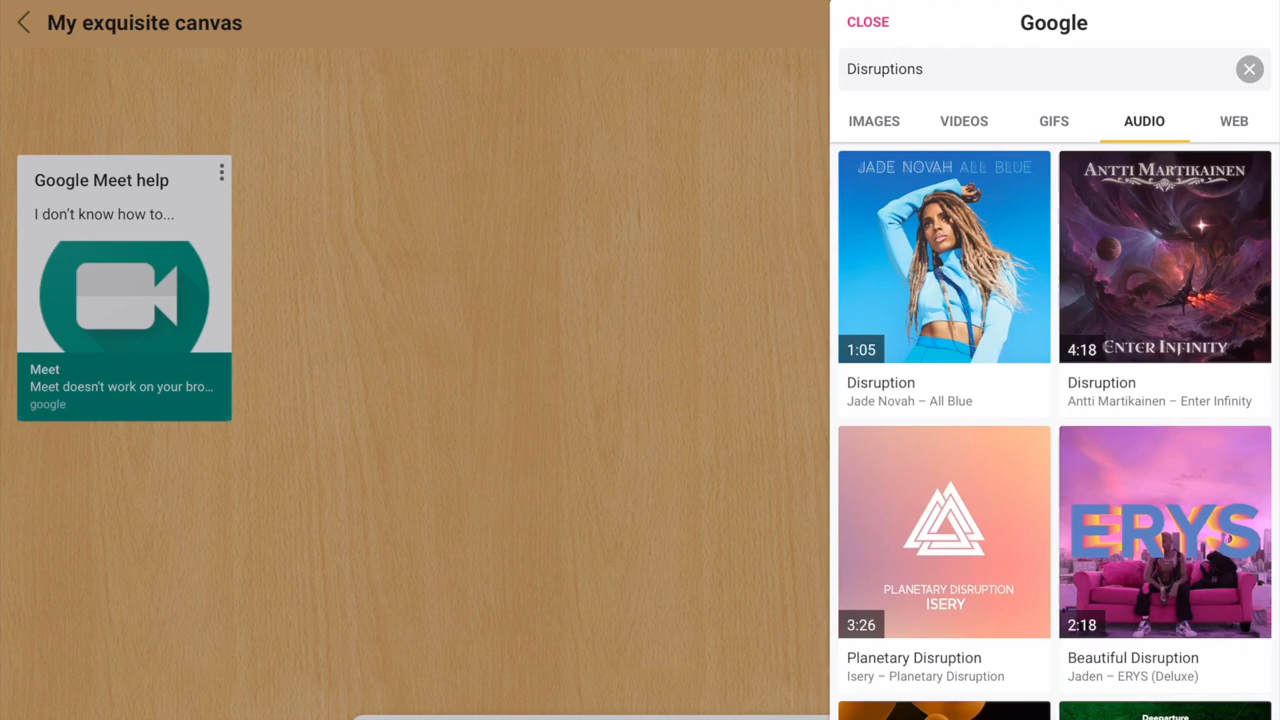 My exquisite canvas
Google Meet help
I don't know how to...
Meet
Meet doesn't work on your bro...
google
CLOSE
Google
Disruptions
IMAGES
VIDEOS
GIFS
AUDIO
WEB
JADE NOVAH ALL BLUE
1:05
Disruption
Jade Novah – All Blue
ANTTI MARTIKAINEN
4:18
ENTER INFINITY
Disruption
Antti Martikainen – Enter Infinity
PLANETARY DISRUPTION
ISERY
3:26
Planetary Disruption
Isery – Planetary Disruption
ERYS
2:18
Beautiful Disruption
Jaden – ERYS (Deluxe)
Deeparture